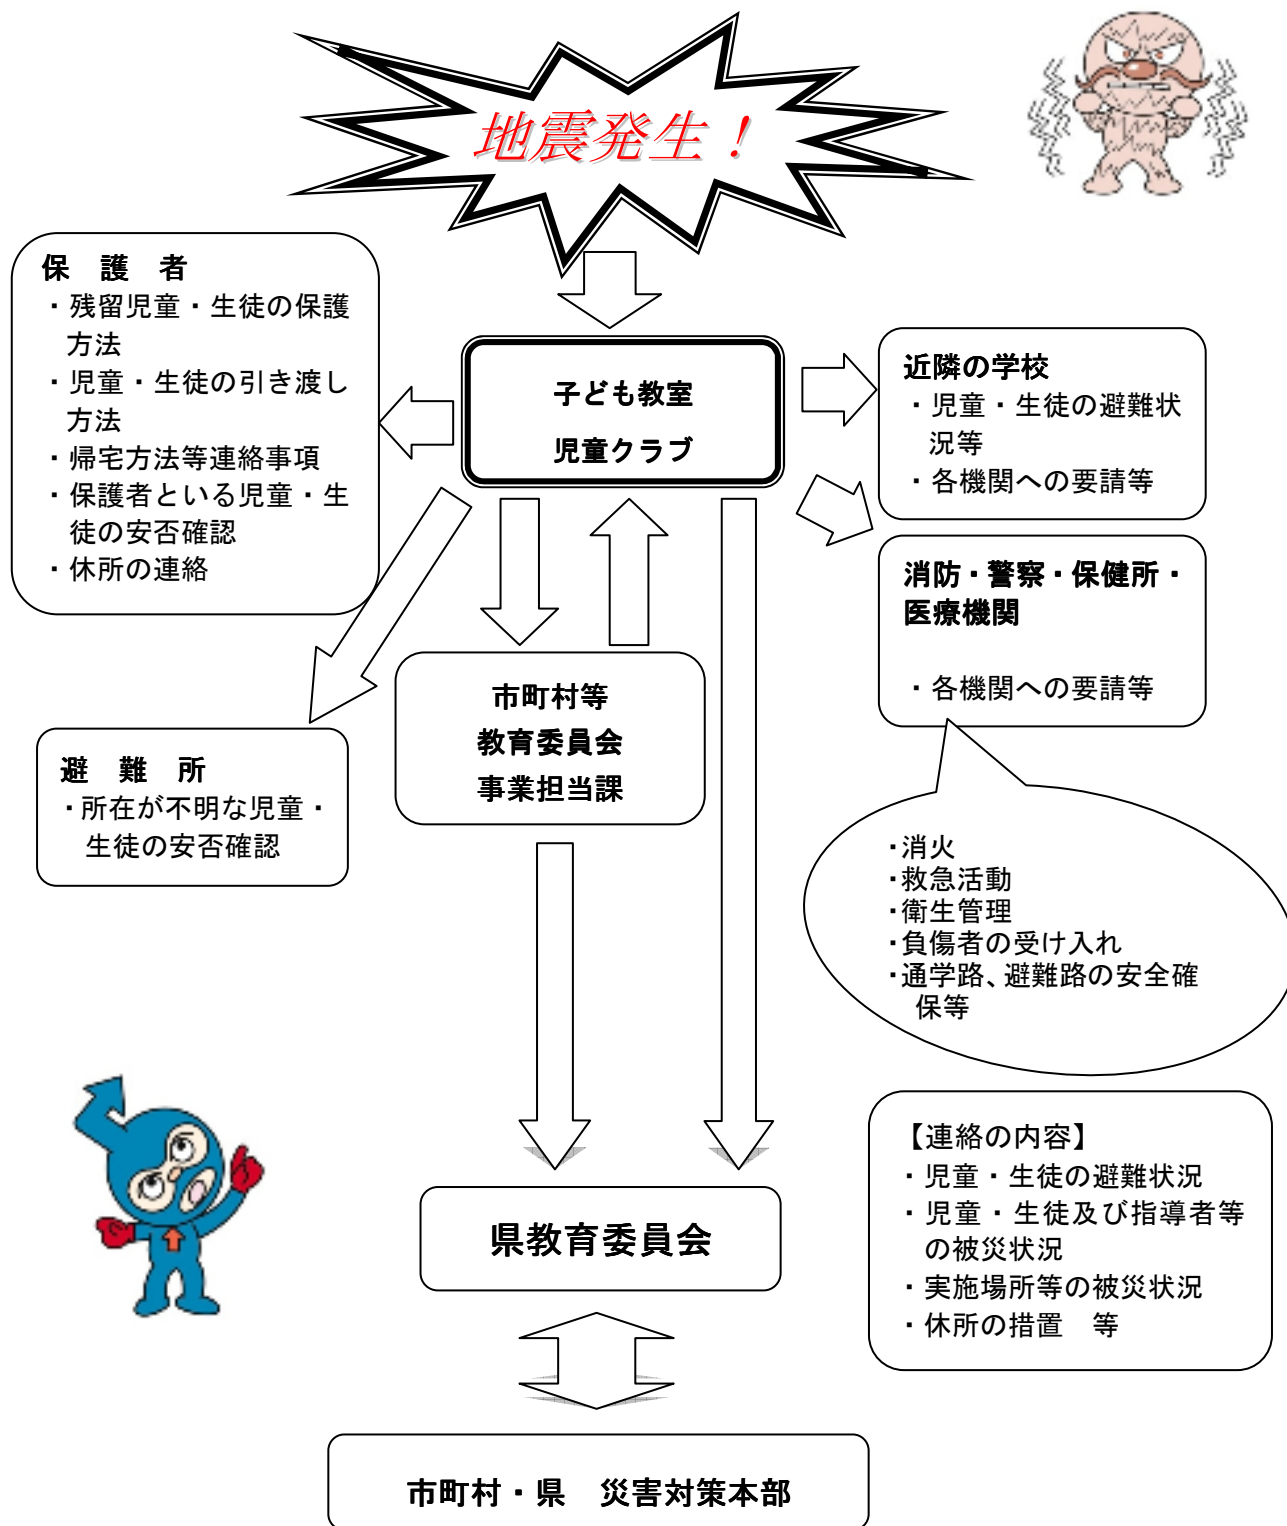 地震発生！
保　護　者
・残留児童・生徒の保護
方法
・児童・生徒の引き渡し
方法
・帰宅方法等連絡事項
・保護者といる児童・生
徒の安否確認
・休所の連絡
子ども教室
児童クラブ
近隣の学校
・児童・生徒の避難状
況等
・各機関への要請等
消防・警察・保健所・
医療機関
・各機関への要請等
市町村等
教育委員会
事業担当課
避　難　所
・所在が不明な児童・
生徒の安否確認
・消火
・救急活動
・衛生管理
・負傷者の受け入れ
・通学路、避難路の安全確
保等
【連絡の内容】
・児童・生徒の避難状況
・児童・生徒及び指導者等
の被災状況
・実施場所等の被災状況
・休所の措置　等
県教育委員会
市町村・県　災害対策本部